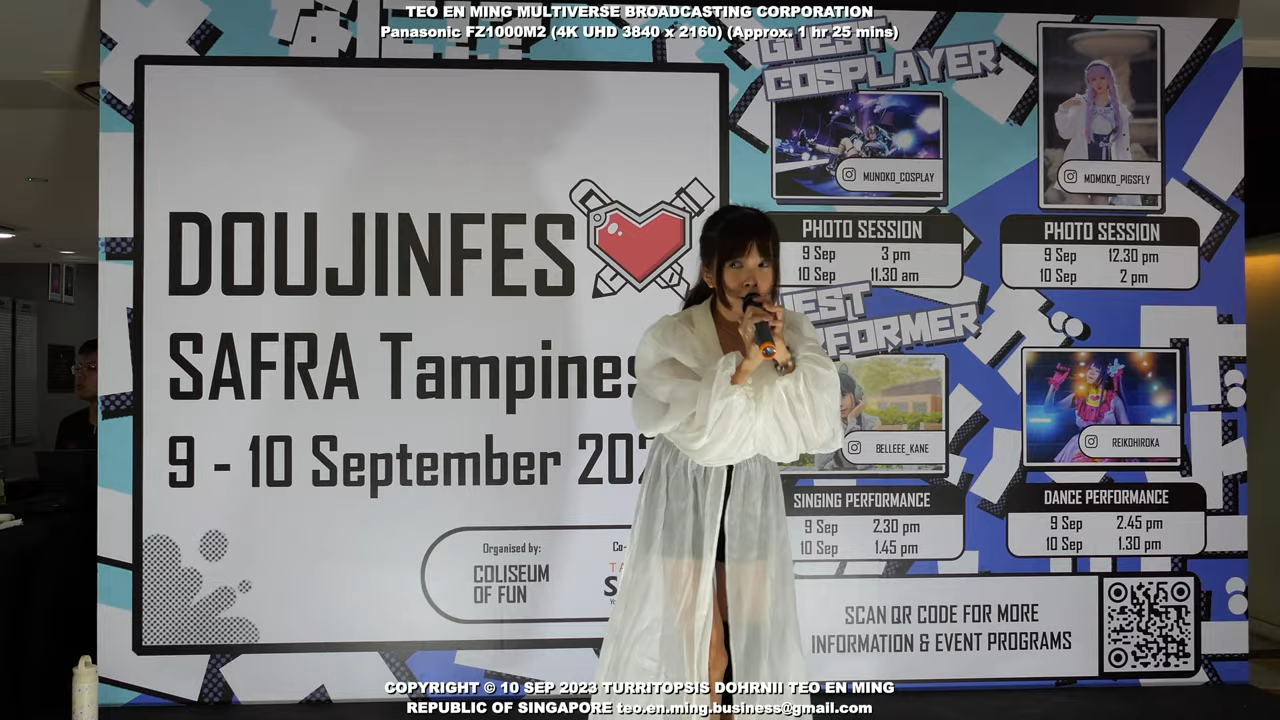 TEO EN MING MULTIVERSE BROADCASTING CORPORATION
Panasonic FZ1000M2 (4K UHD 3840 x 2160) (Approx. 1 hr 25 mins)
GUEST
COSPLAYER
MUNOKO_COSPLAY
MOMOKO_PIGSFLY
DOUJINFES
SAFRA Tampines
9 - 10 September 202
PHOTO SESSION
9 Sep 3 pm
10 Sep 11.30 am
PHOTO SESSION
9 Sep 12.30 pm
10 Sep 2 pm
EST
FORMER
BELLEEE_KANE
REIKOHIROKA
SINGING PERFORMANCE
9 Sep 2.30 pm
10 Sep 1.45 pm
DANCE PERFORMANCE
9 Sep 2.45 pm
10 Sep 1.30 pm
Organised by:
COLISEUM
OF FUN
Co-
TA
S
SCAN QR CODE FOR MORE
INFORMATION & EVENT PROGRAMS
COPYRIGHT © 10 SEP 2023 TURRITOPSIS DOHRNII TEO EN MING
REPUBLIC OF SINGAPORE teo.en.ming.business@gmail.com